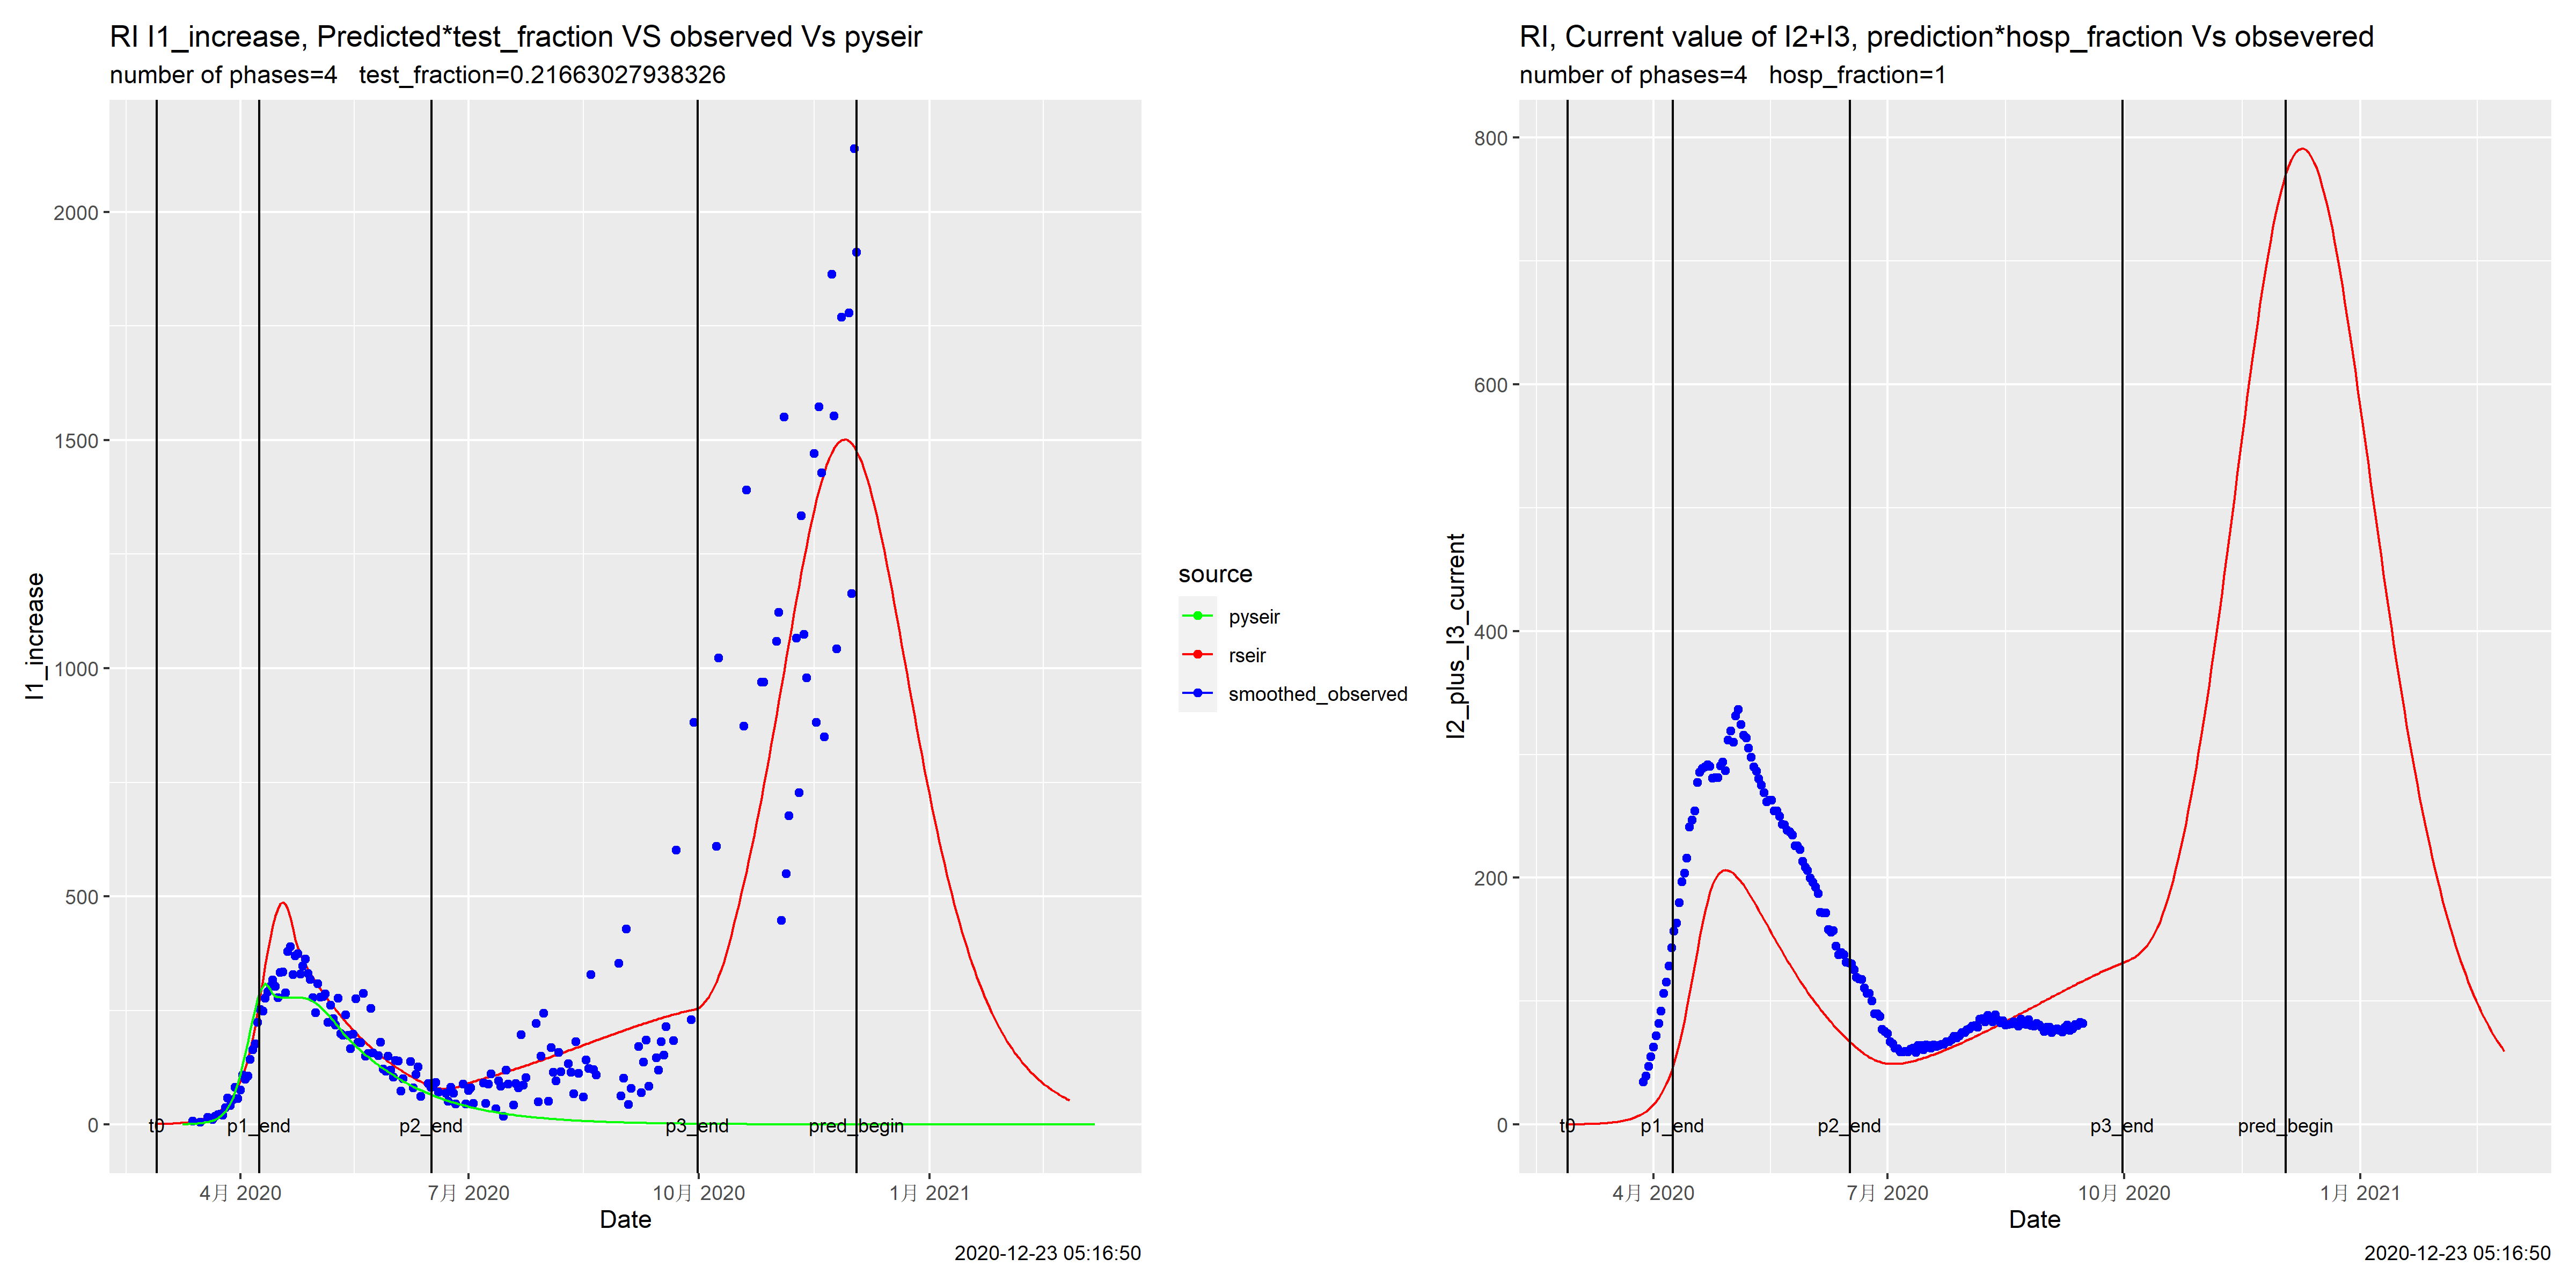 RI I1_increase, Predicted*test_fraction VS observed Vs pyseir
number of phases=4   test_fraction=0.21663027938326
I1_increase
2000
1500
1000
500
0
t0
p1_end
p2_end
p3_end
pred_begin
4月 2020
7月 2020
10月 2020
1月 2021
Date
2020-12-23 05:16:50
source
pyseir
rseir
smoothed_observed
RI, Current value of I2+I3, prediction*hosp_fraction Vs obsevered
number of phases=4   hosp_fraction=1
I2_plus_I3_current
800
600
400
200
0
t0
p1_end
p2_end
p3_end
pred_begin
4月 2020
7月 2020
10月 2020
1月 2021
Date
2020-12-23 05:16:50